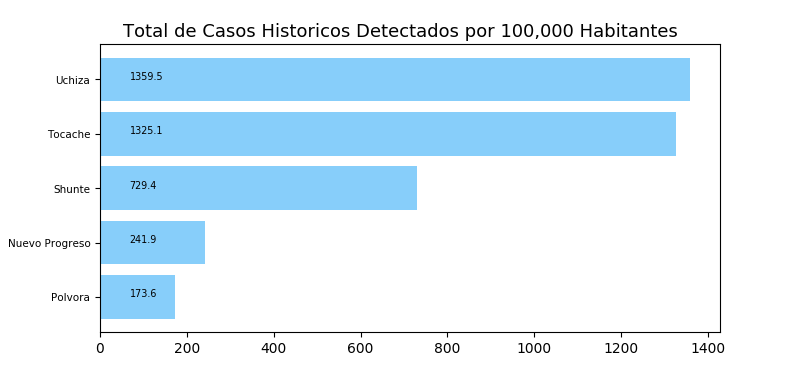 Total de Casos Historicos Detectados por 100,000 Habitantes
Uchiza 1359.5
Tocache 1325.1
Shunte 729.4
Nuevo Progreso 241.9
Polvora 173.6
0 200 400 600 800 1000 1200 1400